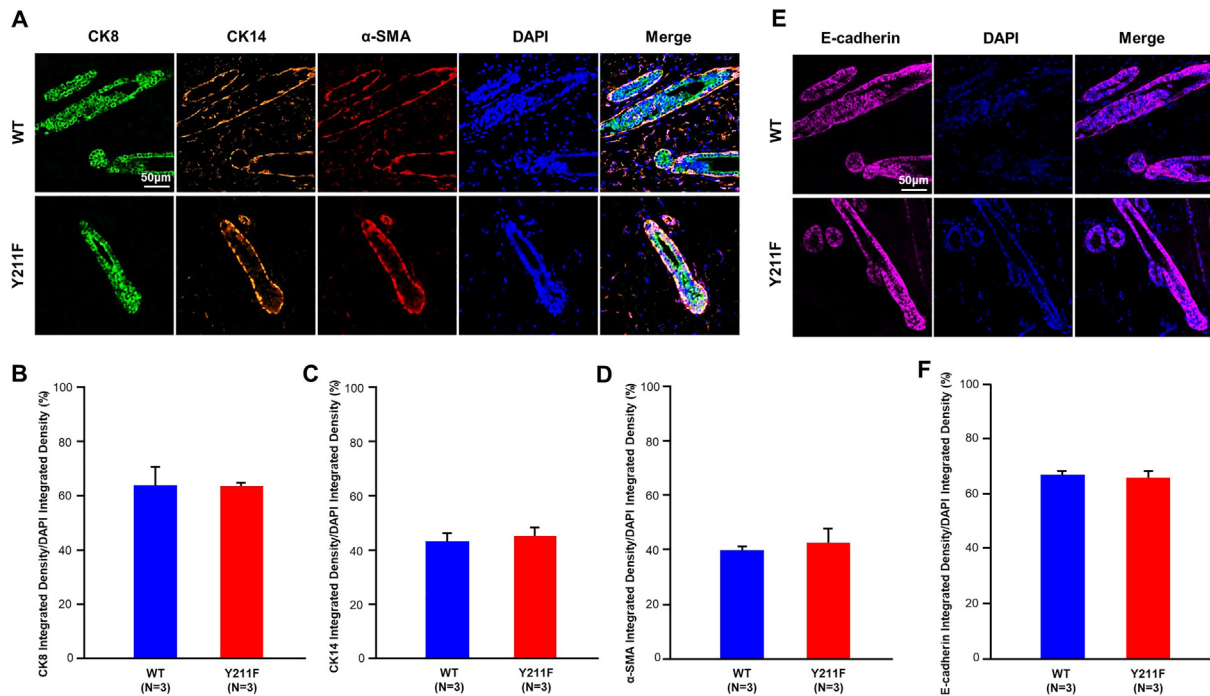 A
CK8 CK14 α-SMA DAPI Merge
WT
50μm
Y211F
E
E-cadherin DAPI Merge
WT
50μm
Y211F
B
CK8 Integrated Density/DAPI Integrated Density (%)
100
80
60
40
20
0
WT Y211F
(N=3) (N=3)
C
CK14 Integrated Density/DAPI Integrated Density (%)
100
80
60
40
20
0
WT Y211F
(N=3) (N=3)
D
α-SMA Integrated Density/DAPI Integrated Density (%)
100
80
60
40
20
0
WT Y211F
(N=3) (N=3)
F
E-cadherin Integrated Density/DAPI Integrated Density (%)
100
80
60
40
20
0
WT Y211F
(N=3) (N=3)